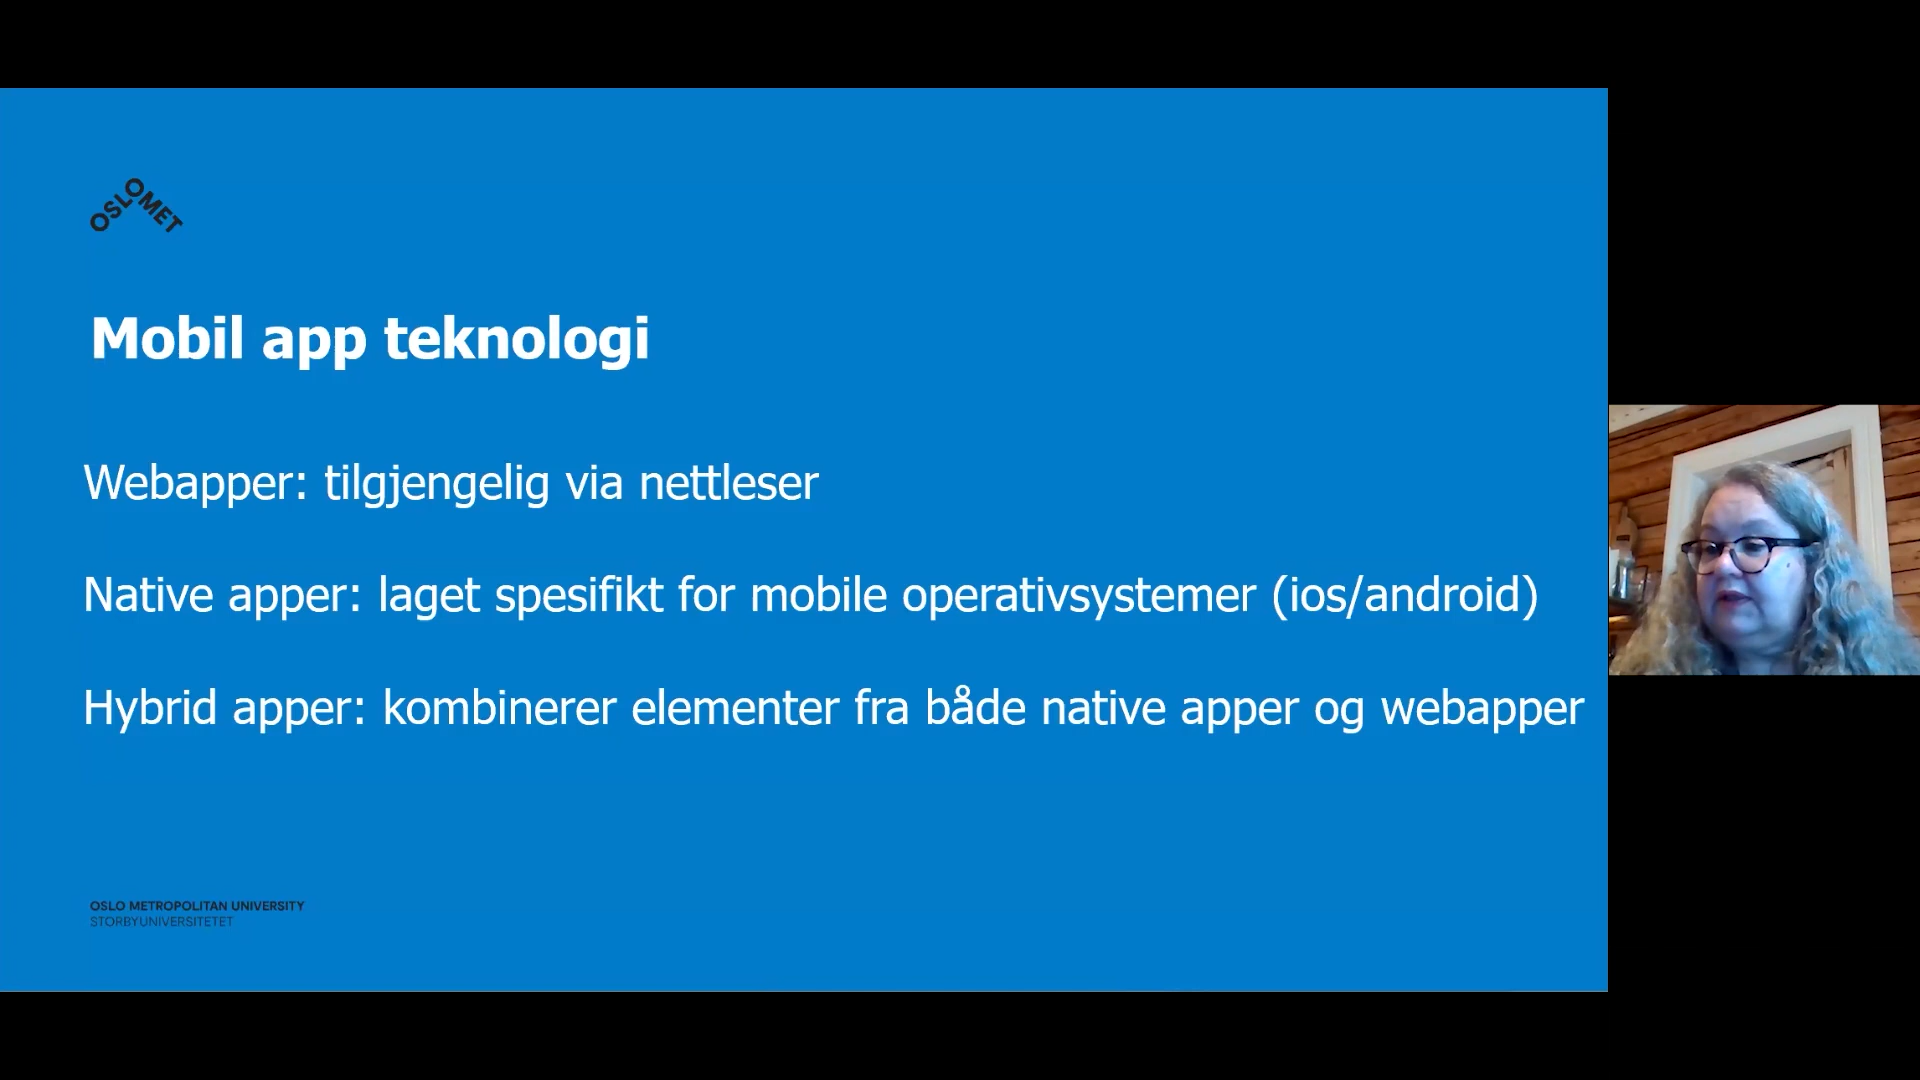 OSLOMET
Mobil app teknologi
Webapper: tilgjengelig via nettleser
Native apper: laget spesifikt for mobile operativsystemer (ios/android)
Hybrid apper: kombinerer elementer fra både native apper og webapper
OSLO METROPOLITAN UNIVERSITY
STORBYUNIVERSITETET